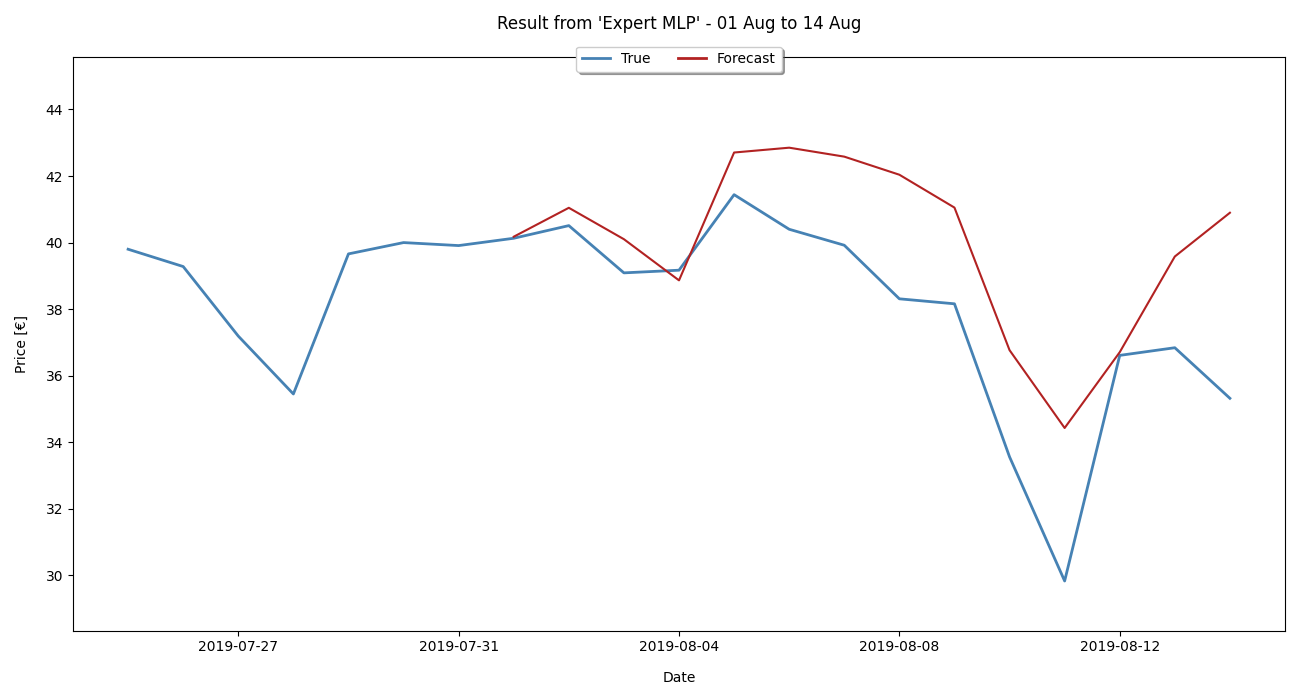 Result from 'Expert MLP' - 01 Aug to 14 Aug
True Forecast
44
42
40
38
36
34
32
30
Price [€]
2019-07-27 2019-07-31 2019-08-04 2019-08-08 2019-08-12
Date